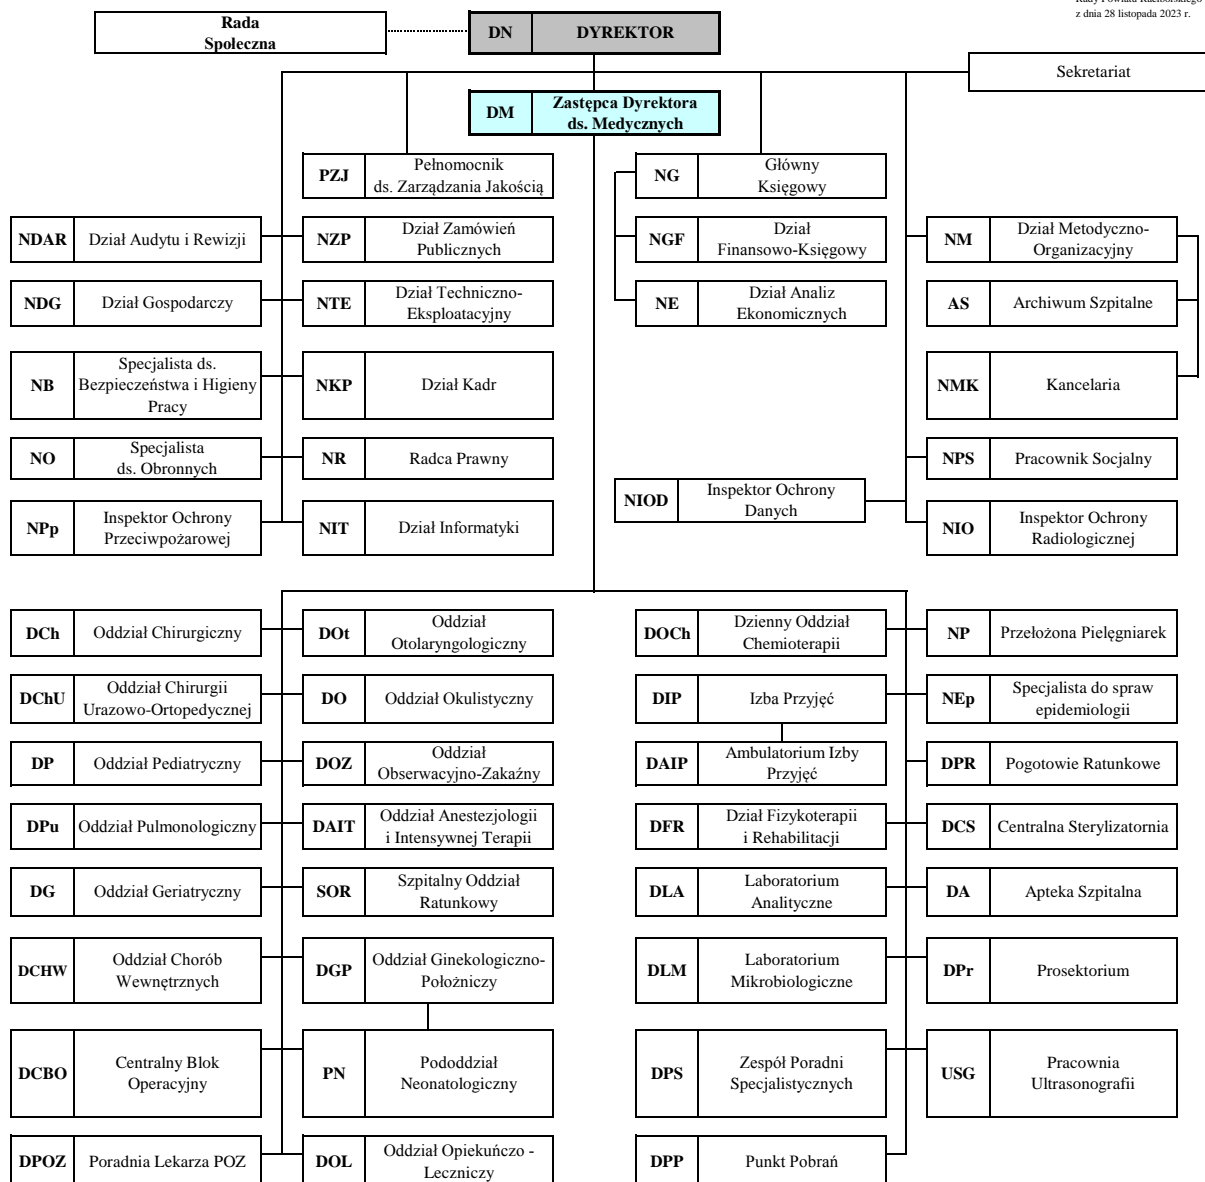 Rady Powiatu Raciborskiego
z dnia 28 listopada 2023 r.
Rada
Społeczna
DN DYREKTOR
Sekretariat
DM Zastępca Dyrektora
ds. Medycznych
PZJ Pełnomocnik
ds. Zarządzania Jakością
NG Główny
Księgowy
NDAR Dział Audytu i Rewizji
NZP Dział Zamówień
Publicznych
NGF Dział
Finansowo-Księgowy
NM Dział Metodyczno-
Organizacyjny
NDG Dział Gospodarczy
NTE Dział Techniczno-
Eksploatacyjny
NE Dział Analiz
Ekonomicznych
AS Archiwum Szpitalne
NB Specjalista ds.
Bezpieczeństwa i Higieny
Pracy
NKP Dział Kadr
NMK Kancelaria
NO Specjalista
ds. Obronnych
NR Radca Prawny
NPS Pracownik Socjalny
NIOD Inspektor Ochrony
Danych
NPp Inspektor Ochrony
Przeciwpożarowej
NIT Dział Informatyki
NIO Inspektor Ochrony
Radiologicznej
DCh Oddział Chirurgiczny
DOt Oddział
Otolaryngologiczny
DOCh Dzienny Oddział
Chemioterapii
NP Przełożona Pielęgniarek
DChU Oddział Chirurgii
Urazowo-Ortopedycznej
DO Oddział Okulistyczny
DIP Izba Przyjęć
NEp Specjalista do spraw
epidemiologii
DP Oddział Pediatryczny
DOZ Oddział
Obserwacyjno-Zakaźny
DAIP Ambulatorium Izby
Przyjęć
DPR Pogotowie Ratunkowe
DPu Oddział Pulmonologiczny
DAIT Oddział Anestezjologii
i Intensywnej Terapii
DFR Dział Fizykoterapii
i Rehabilitacji
DCS Centralna Sterylizatornia
DG Oddział Geriatryczny
SOR Szpitalny Oddział
Ratunkowy
DLA Laboratorium
Analityczne
DA Apteka Szpitalna
DCHW Oddział Chorób
Wewnętrznych
DGP Oddział Ginekologiczno-
Położniczy
DLM Laboratorium
Mikrobiologiczne
DPr Prosektorium
DCBO Centralny Blok
Operacyjny
PN Pododdział
Neonatologiczny
DPS Zespół Poradni
Specjalistycznych
USG Pracownia
Ultrasonografii
DPOZ Poradnia Lekarza POZ
DOL Oddział Opiekuńczo -
Leczniczy
DPP Punkt Pobrań